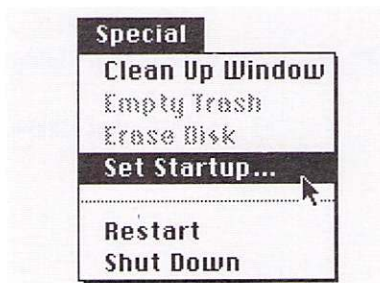 Special
Clean Up Window
Empty Trash
Erase Disk
Set Startup...
Restart
Shut Down